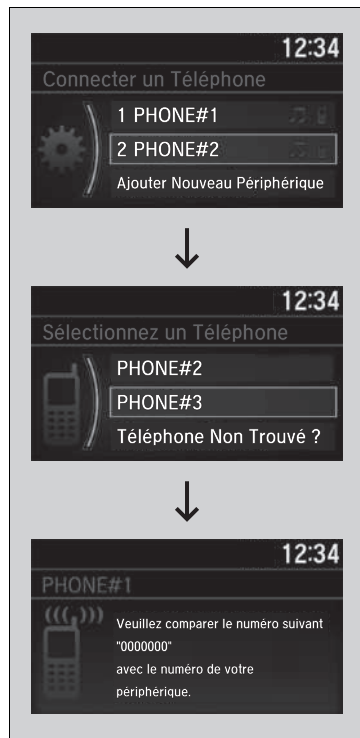 12:34
Connecter un Téléphone
1 PHONE#1
2 PHONE#2
Ajouter Nouveau Périphérique
12:34
Sélectionnez un Téléphone
PHONE#2
PHONE#3
Téléphone Non Trouvé ?
12:34
PHONE#1
Veuillez comparer le numéro suivant
"0000000"
avec le numéro de votre
périphérique.